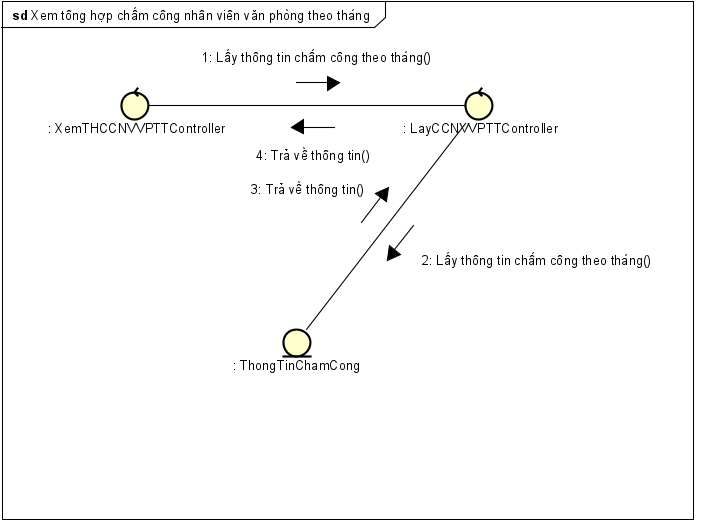 sd Xem tổng hợp chấm công nhân viên văn phòng theo tháng
1: Lấy thông tin chấm công theo tháng()
: XemTHCCNVVPTTController
: LayCCNVVPTTController
4: Trả về thông tin()
3: Trả về thông tin()
2: Lấy thông tin chấm công theo tháng()
: ThongTinChamCong